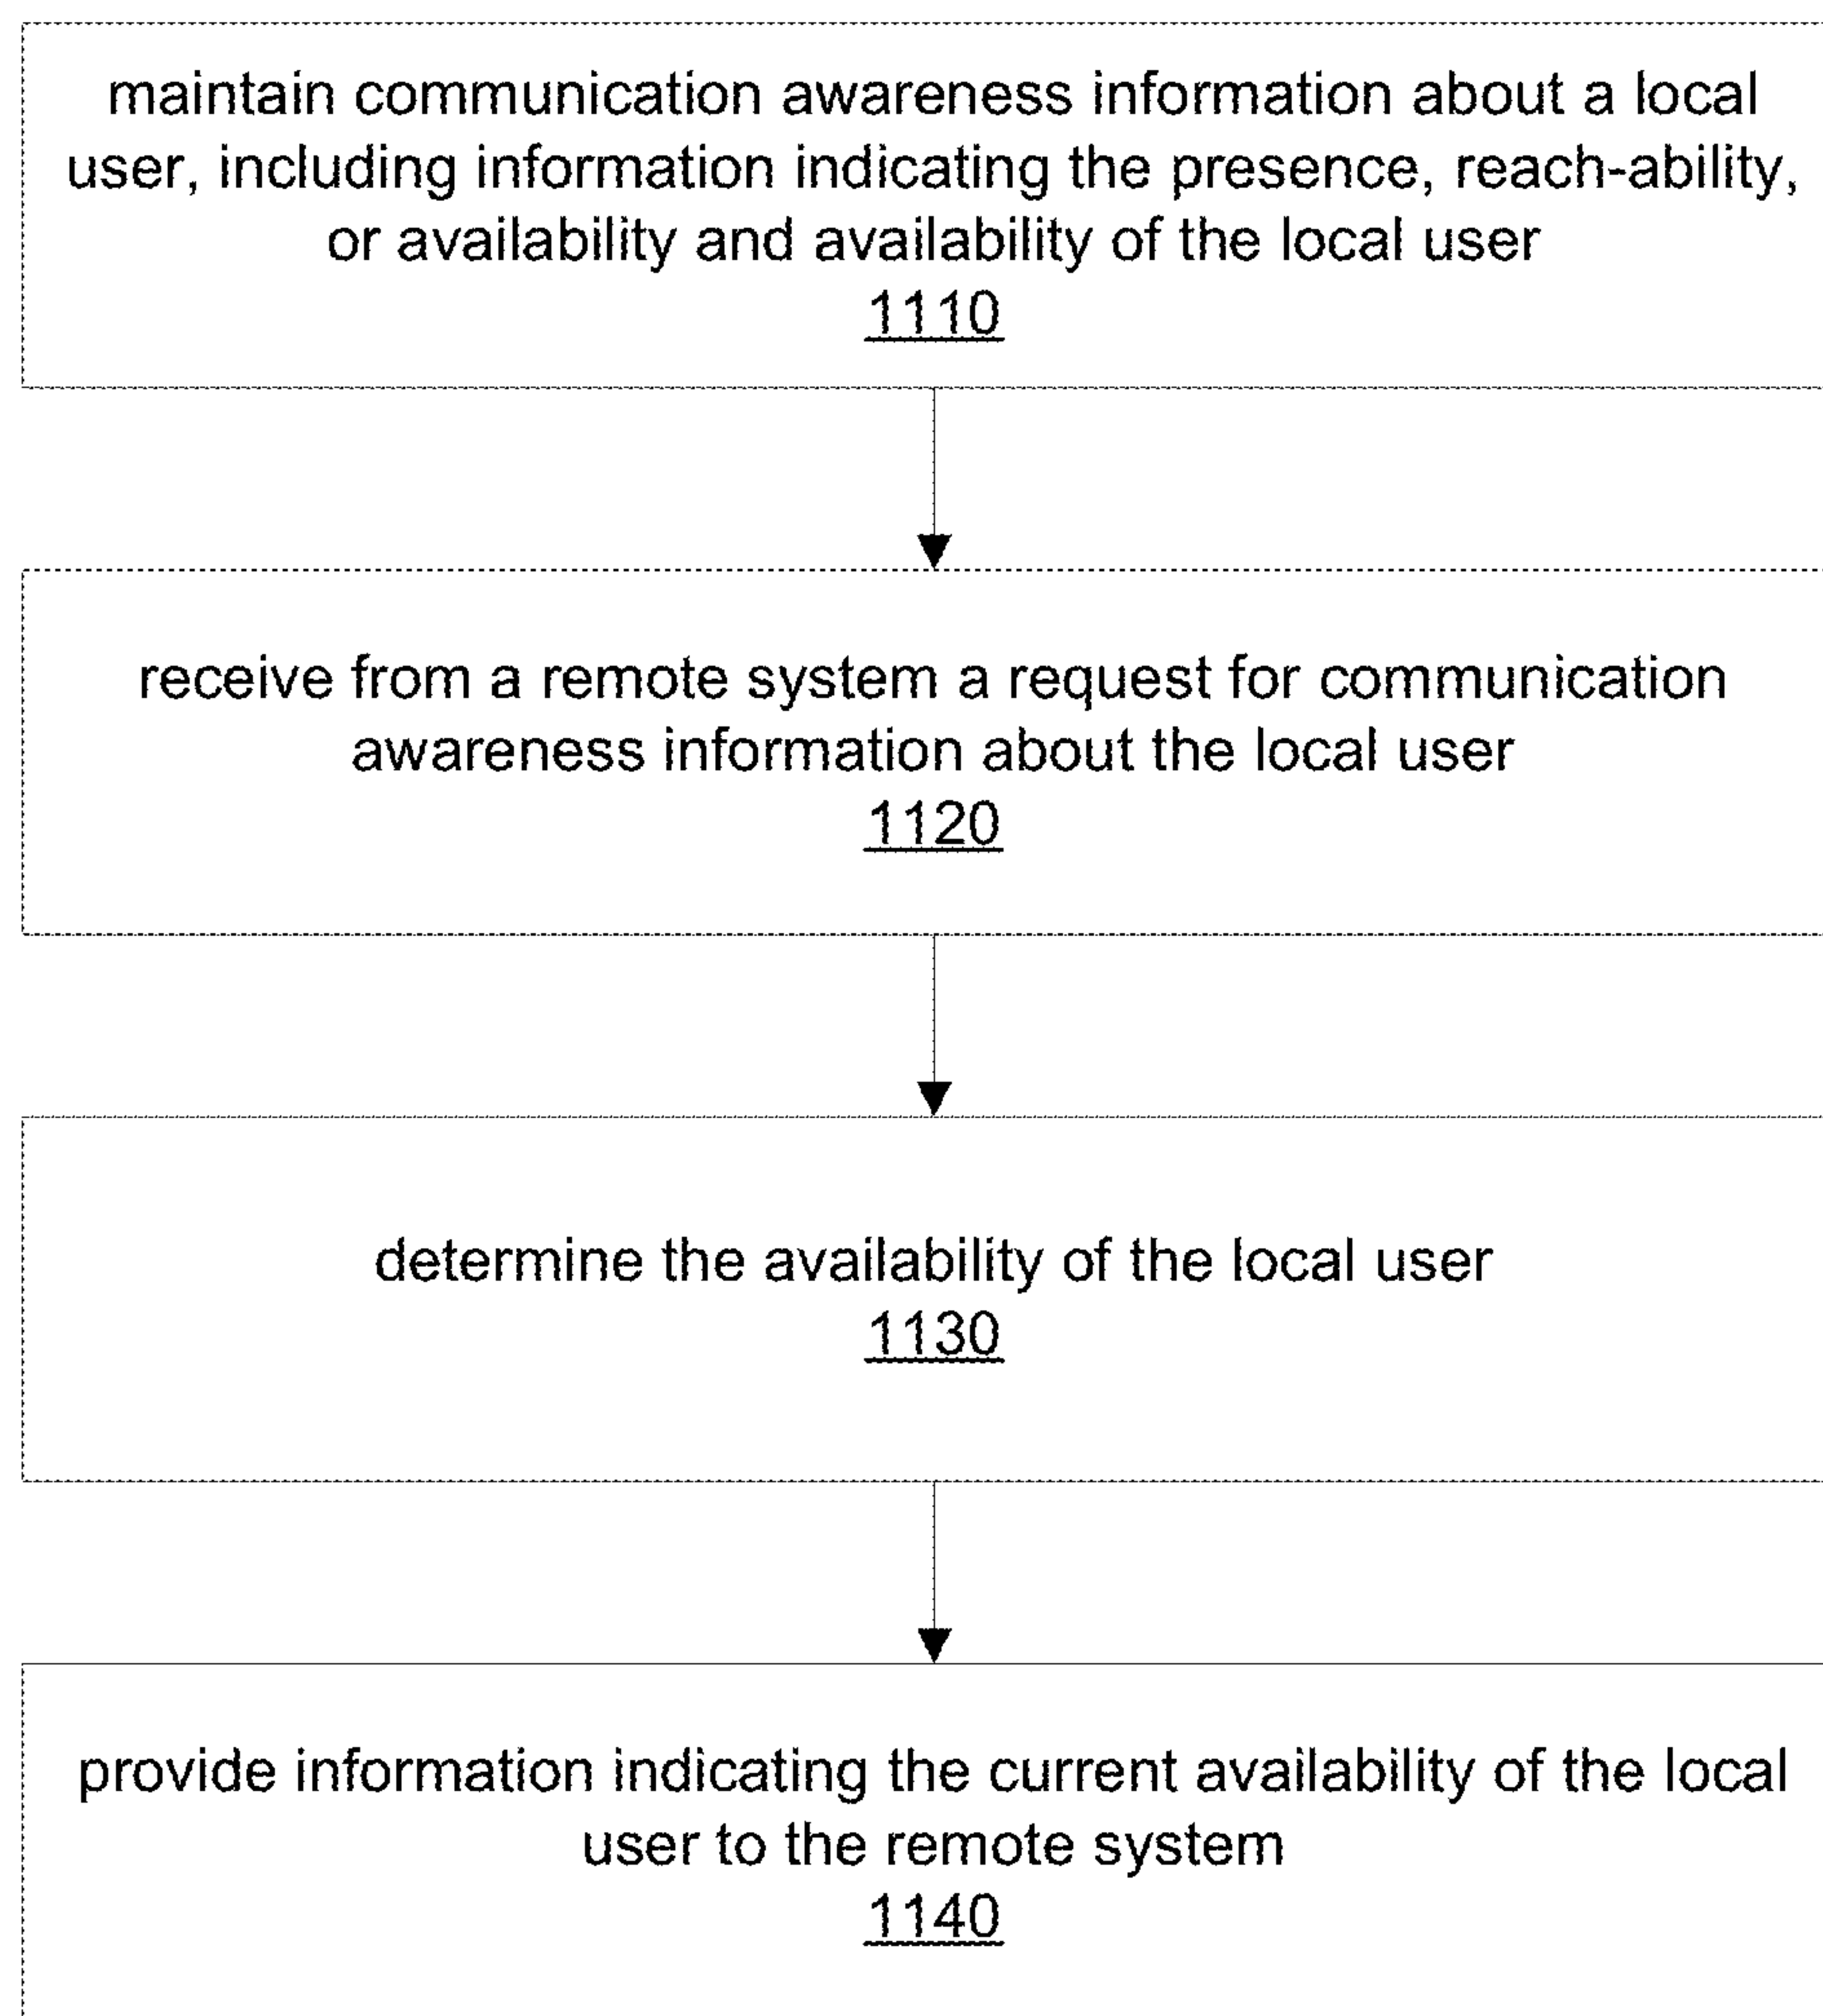 maintain communication awareness information about a local
user, including information indicating the presence, reach-ability,
or availability and availability of the local user
1110
receive from a remote system a request for communication
awareness information about the local user
1120
determine the availability of the local user
1130
provide information indicating the current availability of the local
user to the remote system
1140